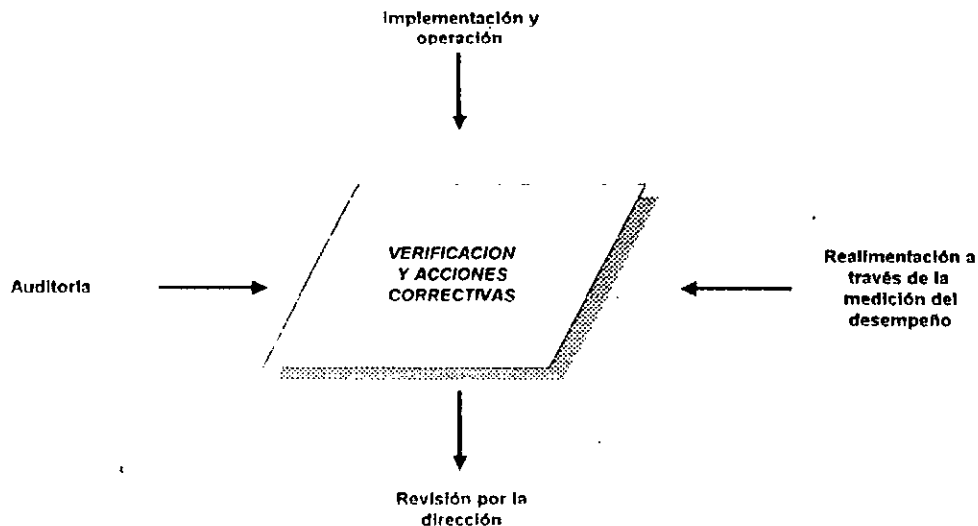 Implementación y
operación
VERIFICACION
Y ACCIONES
CORRECTIVAS
Auditoria
Realimentación a
través de la
medición del
desempeño
Revisión por la
dirección